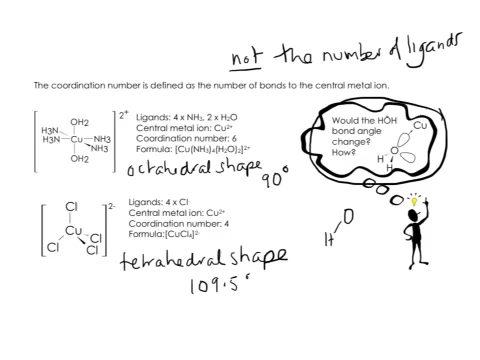 not the number of ligands
The coordination number is defined as the number of bonds to the central metal ion.
OH2
H3N
H3N
Cu
NH3
NH3
OH2
2+
Ligands: 4 x NH₃, 2 x H₂O
Central metal ion: Cu²⁺
Coordination number: 6
Formula: [Cu(NH₃)₄(H₂O)₂]²⁺
octahedral shape
90°
Would the HÔH
bond angle
change?
How?
Cu
O
H
H
Cl
Cu
Cl
Cl
Cl
2-
Ligands: 4 x Cl
Central metal ion: Cu²⁺
Coordination number: 4
Formula:[CuCl₄]²⁻
tetrahedral shape
109.5°
H O